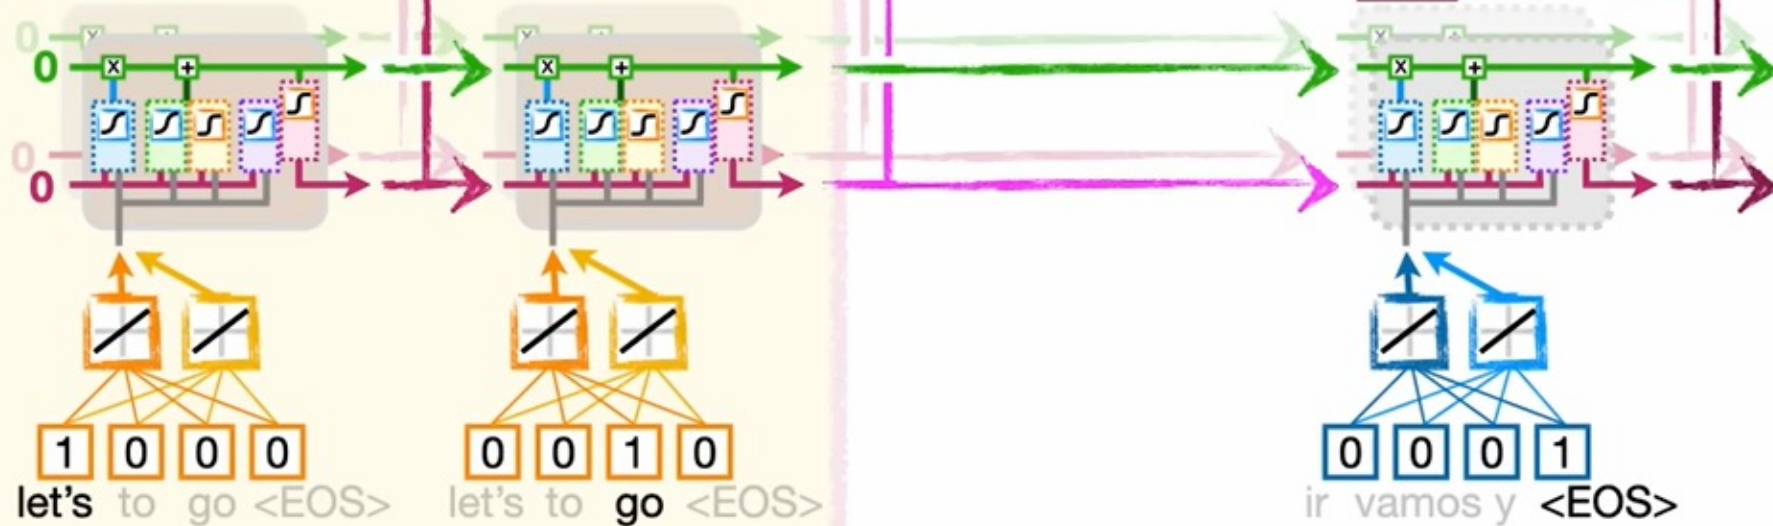 0 x +
0 x + x + x +
0
0
1 0 0 0 0 0 1 0 0 0 0 1
let's to go <EOS> let's to go <EOS> ir vamos y <EOS>